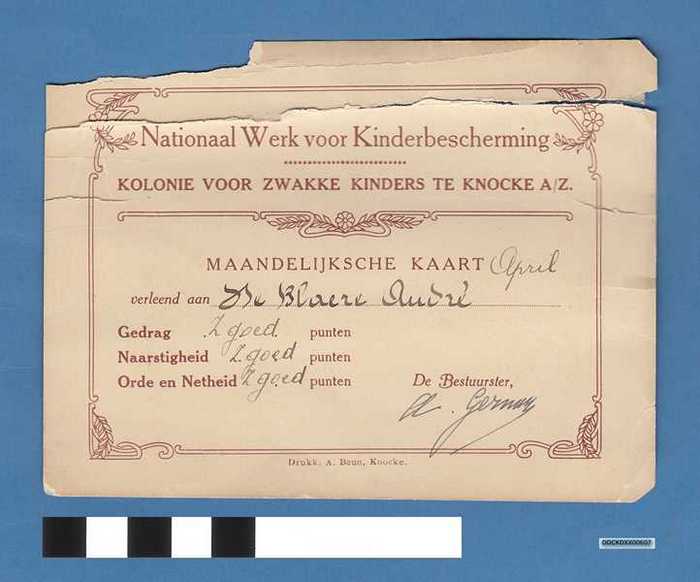 Nationaal Werk voor Kinderbescherming
KOLONIE VOOR ZWAKKE KINDERS TE KNOCKE A/Z.
MAANDELIJKSCHE KAART April
verleend aan De Blaere André
Gedrag Z goed punten
Naarstigheid Z goed punten
Orde en Netheid Z goed punten
De Bestuurster,
Drukk: A. Beun, Knocke.